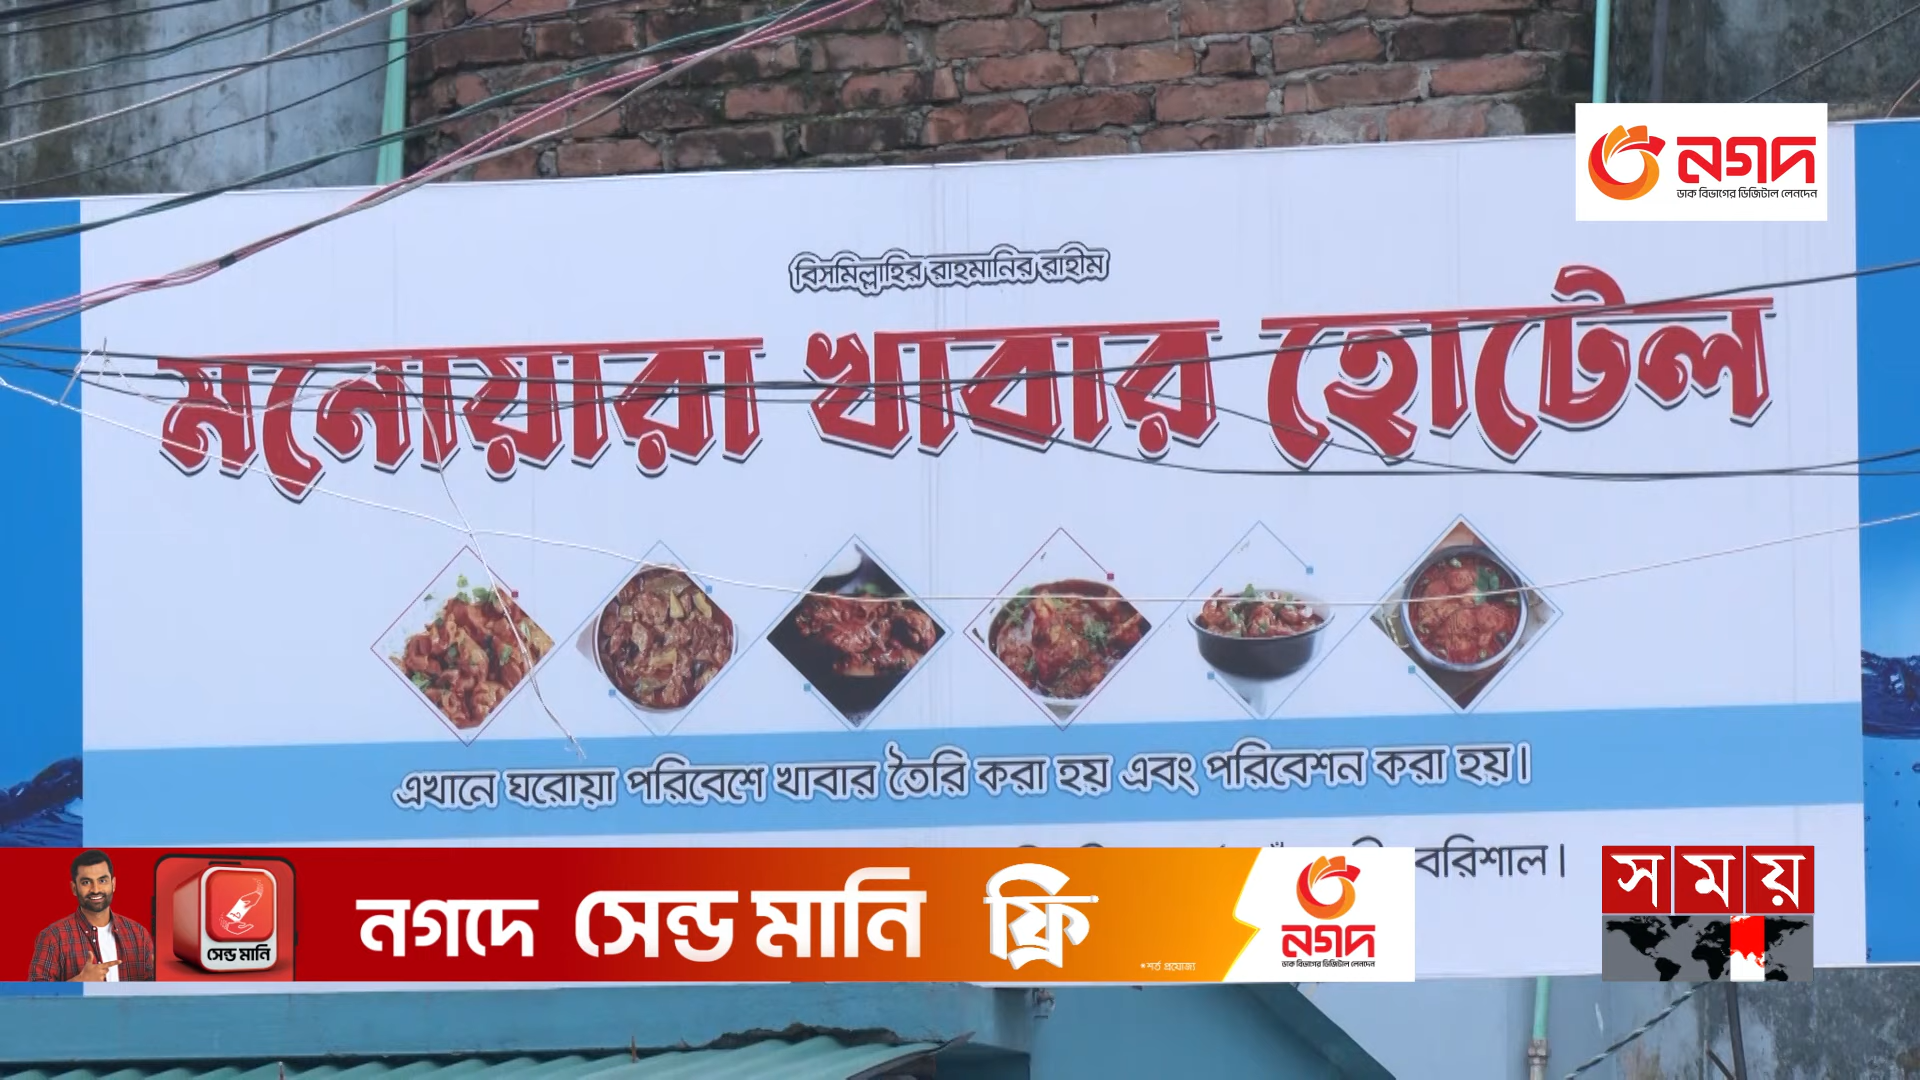 নগদ
ডাক বিভাগের ডিজিটাল লেনদেন
বিসমিল্লাহির রাহমানির রাহীম
মনোয়ারা খাবার হোটেল
এখানে ঘরোয়া পরিবেশে খাবার তৈরি করা হয় এবং পরিবেশন করা হয়।
বরিশাল।
সেন্ড মানি
নগদে সেন্ড মানি ফ্রি
*শর্ত প্রযোজ্য
নগদ
ডাক বিভাগের ডিজিটাল লেনদেন
সময়